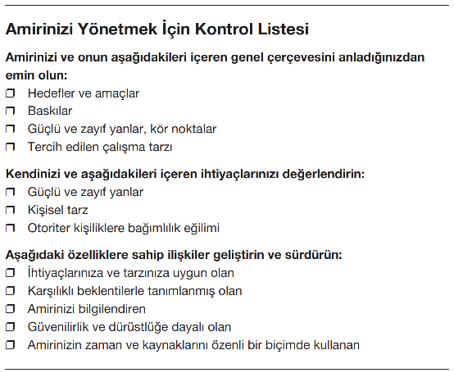 Amirinizi Yönetmek İçin Kontrol Listesi
Amirinizi ve onun aşağıdakileri içeren genel çerçevesini anladığınızdan
emin olun:
❒ Hedefler ve amaçlar
❒ Baskılar
❒ Güçlü ve zayıf yanlar, kör noktalar
❒ Tercih edilen çalışma tarzı
Kendinizi ve aşağıdakileri içeren ihtiyaçlarınızı değerlendirin:
❒ Güçlü ve zayıf yanlar
❒ Kişisel tarz
❒ Otoriter kişiliklere bağımlılık eğilimi
Aşağıdaki özelliklere sahip ilişkiler geliştirin ve sürdürün:
❒ İhtiyaçlarınıza ve tarzınıza uygun olan
❒ Karşılıklı beklentilerle tanımlanmış olan
❒ Amirinizi bilgilendiren
❒ Güvenilirlik ve dürüstlüğe dayalı olan
❒ Amirinizin zaman ve kaynaklarını özenli bir biçimde kullanan